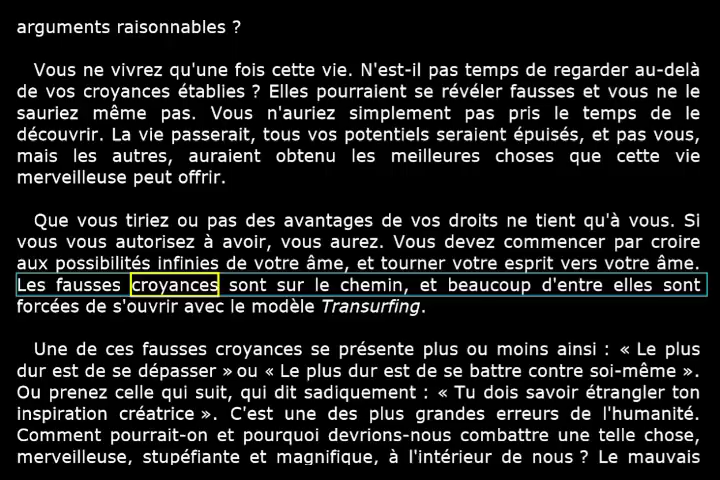 arguments raisonnables ?
Vous ne vivrez qu'une fois cette vie. N'est-il pas temps de regarder au-delà
de vos croyances établies ? Elles pourraient se révéler fausses et vous ne le
sauriez même pas. Vous n'auriez simplement pas pris le temps de le
découvrir. La vie passerait, tous vos potentiels seraient épuisés, et pas vous,
mais les autres, auraient obtenu les meilleures choses que cette vie
merveilleuse peut offrir.
Que vous tiriez ou pas des avantages de vos droits ne tient qu'à vous. Si
vous vous autorisez à avoir, vous aurez. Vous devez commencer par croire
aux possibilités infinies de votre âme, et tourner votre esprit vers votre âme.
Les fausses croyances sont sur le chemin, et beaucoup d'entre elles sont
forcées de s'ouvrir avec le modèle Transurfing.
Une de ces fausses croyances se présente plus ou moins ainsi : « Le plus
dur est de se dépasser » ou « Le plus dur est de se battre contre soi-même ».
Ou prenez celle qui suit, qui dit sadiquement : « Tu dois savoir étrangler ton
inspiration créatrice ». C'est une des plus grandes erreurs de l'humanité.
Comment pourrait-on et pourquoi devrions-nous combattre une telle chose,
merveilleuse, stupéfiante et magnifique, à l'intérieur de nous ? Le mauvais